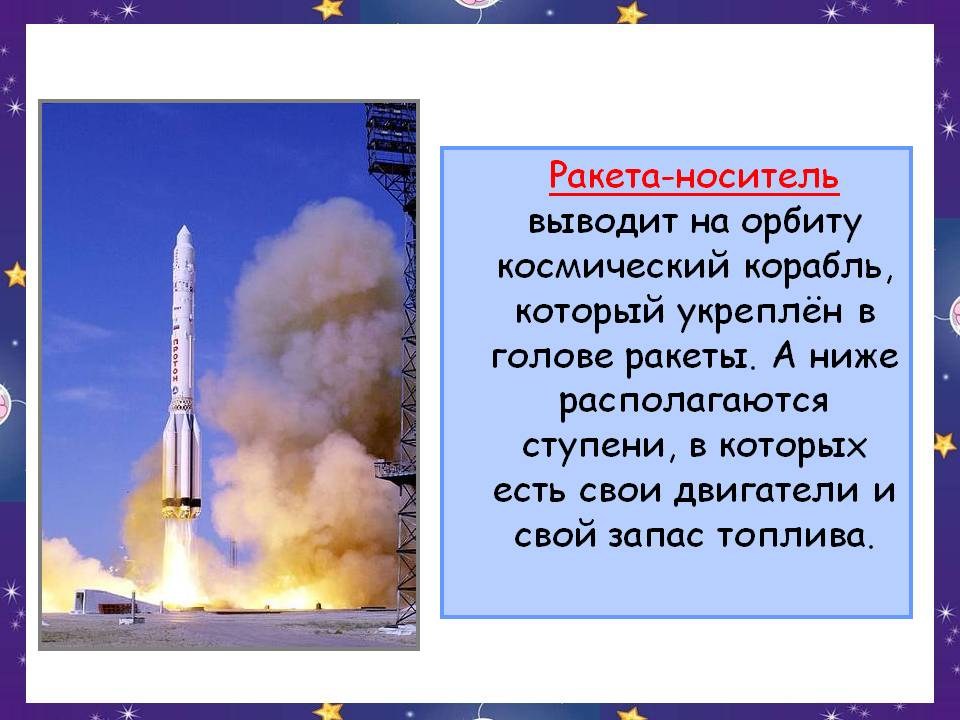 ПРОТОН
Ракета-носитель
выводит на орбиту
космический корабль,
который укреплён в
голове ракеты. А ниже
располагаются
ступени, в которых
есть свои двигатели и
свой запас топлива.